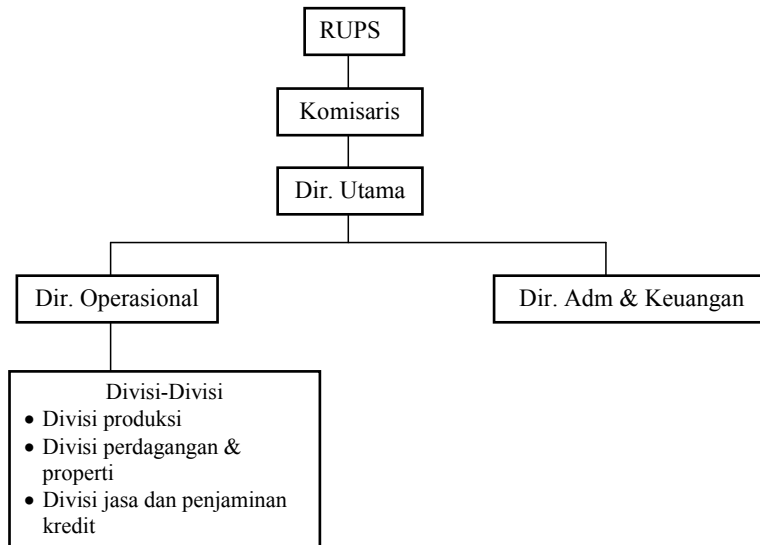 RUPS
Komisaris
Dir. Utama
Dir. Operasional
Dir. Adm & Keuangan
Divisi-Divisi
• Divisi produksi
• Divisi perdagangan &
properti
• Divisi jasa dan penjaminan
kredit